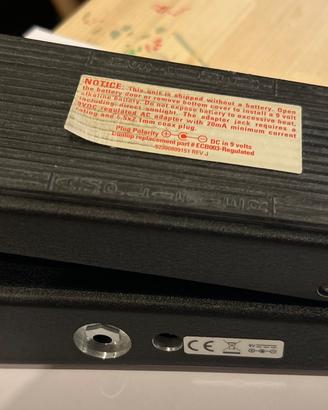 NOTICE: This unit is shipped without a battery. Open
the battery door or remove bottom cover to install a 9 volt
alkaline battery. Do not expose battery to excessive heat,
including direct sunlight. The adapter jack requires a
9VDC regulated AC adapter with 20mA minimum current
rating and 5.5x2.1mm coax plug.
Plug Polarity + - DC in 9 volts
Dunlop replacement part # ECB003-Regulated
92300809151 REV J
CE
9V